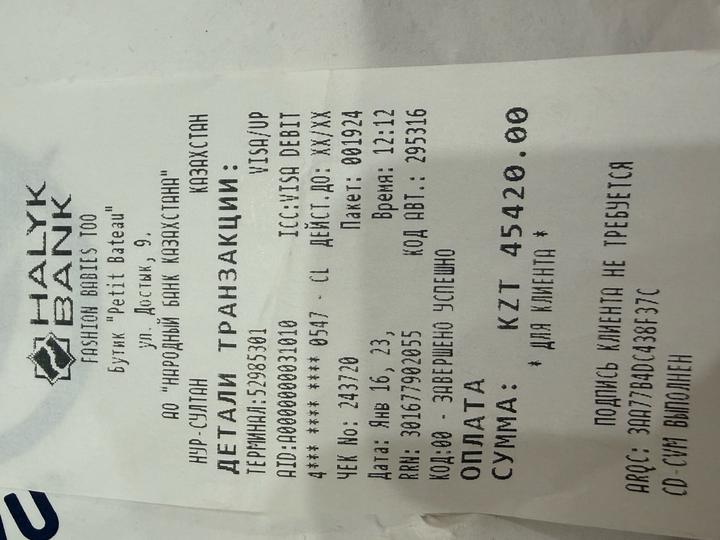 HALYK
BANK
FASHION BABIES TOO
Бутик "Petit Bateau"
ул. Достык, 9.
АО "НАРОДНЫЙ БАНК КАЗАХСТАНА"
НУР-СУЛТАН КАЗАХСТАН
ДЕТАЛИ ТРАНЗАКЦИИ:
ТЕРМИНАЛ:52985301 VISA/UP
AID:A0000000031010 ICC:VISA DEBIT
4*** **** **** 0547 - CL ДЕЙСТ.ДО: XX/XX
ЧЕК No: 243720 Пакет: 001924
Дата: Янв 16, 23, Время: 12:12
RRN: 301677902055 КОД АВТ.: 295316
КОД:00 - ЗАВЕРШЕНО УСПЕШНО
ОПЛАТА
СУММА: KZT 45420.00
* ДЛЯ КЛИЕНТА *
ПОДПИСЬ КЛИЕНТА НЕ ТРЕБУЕТСЯ
ARQC: 3AA77B4DC438F37C
CD-CVM ВЫПОЛНЕН